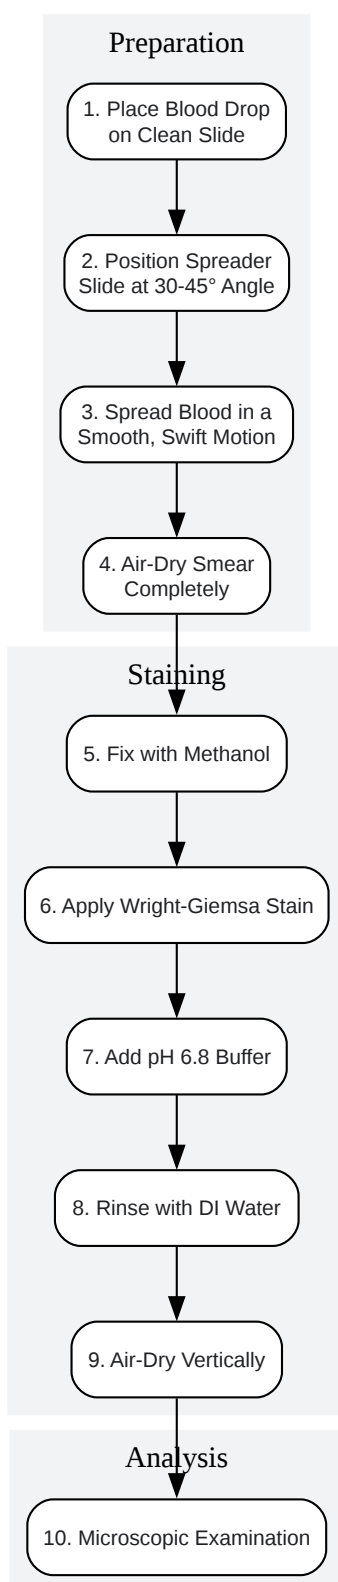 Preparation
1. Place Blood Drop
on Clean Slide
2. Position Spreader
Slide at 30-45° Angle
3. Spread Blood in a
Smooth, Swift Motion
4. Air-Dry Smear
Completely
Staining
5. Fix with Methanol
6. Apply Wright-Giemsa Stain
7. Add pH 6.8 Buffer
8. Rinse with DI Water
9. Air-Dry Vertically
Analysis
10. Microscopic Examination